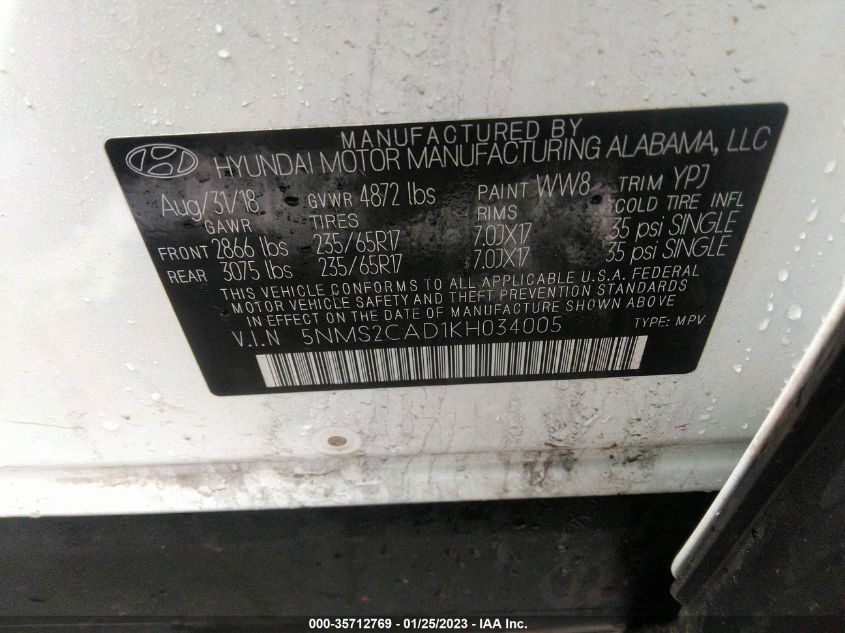 MANUFACTURED BY
HYUNDAI MOTOR MANUFACTURING ALABAMA, LLC
Aug/31/18 GVWR 4872 lbs PAINT WW8 TRIM YPJ
GAWR TIRES RIMS COLD TIRE INFL
FRONT 2866 lbs 235/65R17 7.0JX17 35 psi SINGLE
REAR 3075 lbs 235/65R17 7.0JX17 35 psi SINGLE
THIS VEHICLE CONFORMS TO ALL APPLICABLE U.S.A. FEDERAL
MOTOR VEHICLE SAFETY AND THEFT PREVENTION STANDARDS
IN EFFECT ON THE DATE OF MANUFACTURE SHOWN ABOVE
V.I.N 5NMS2CAD1KH034005 TYPE: MPV
000-35712769 - 01/25/2023 - IAA Inc.